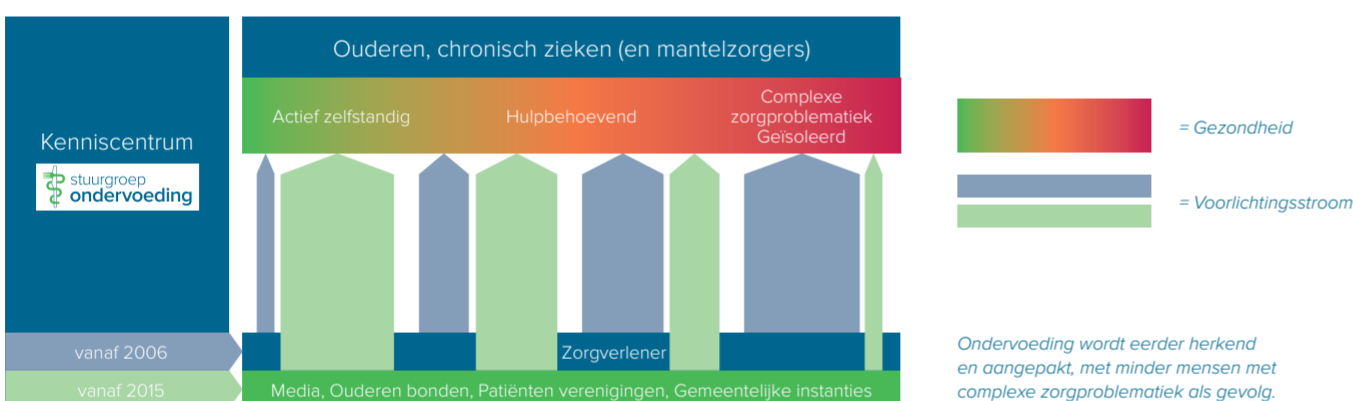 Kenniscentrum
stuurgroep
ondervoeding
Ouderen, chronisch zieken (en mantelzorgers)
Actief zelfstandig
Hulpbehoevend
Complexe
zorgproblematiek
Geïsoleerd
vanaf 2006
Zorgverlener
vanaf 2015
Media, Ouderen bonden, Patiënten verenigingen, Gemeentelijke instanties
= Gezondheid
= Voorlichtingsstroom
Ondervoeding wordt eerder herkend
en aangepakt, met minder mensen met
complexe zorgproblematiek als gevolg.